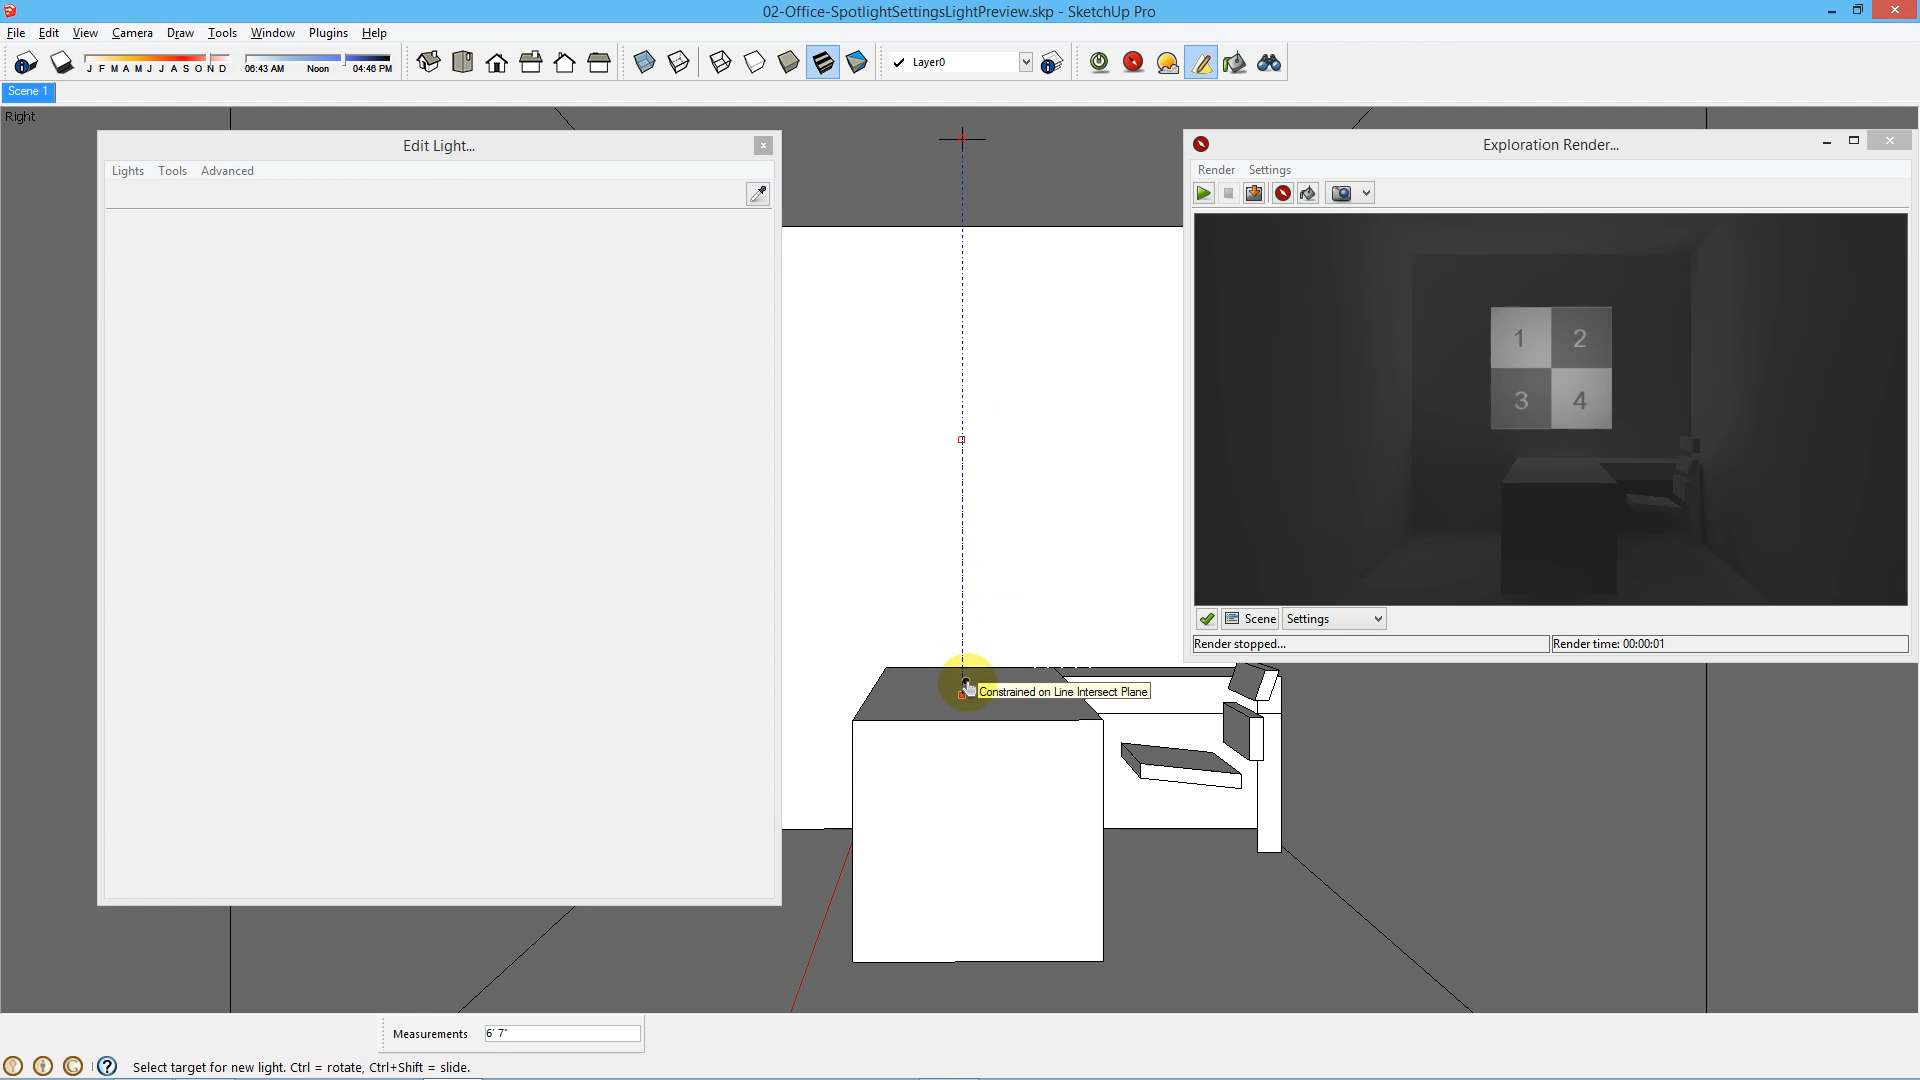 02-Office-SpotlightSettingsLightPreview.skp - SketchUp Pro
File Edit View Camera Draw Tools Window Plugins Help
J F M A M J J A S O N D
06:43 AM Noon 04:46 PM
Layer0
Scene 1
Right
Edit Light...
Lights Tools Advanced
Exploration Render...
Render Settings
1 2
3 4
Scene Settings
Render stopped... Render time: 00:00:01
Constrained on Line Intersect Plane
Measurements 6' 7"
Select target for new light. Ctrl = rotate, Ctrl+Shift = slide.